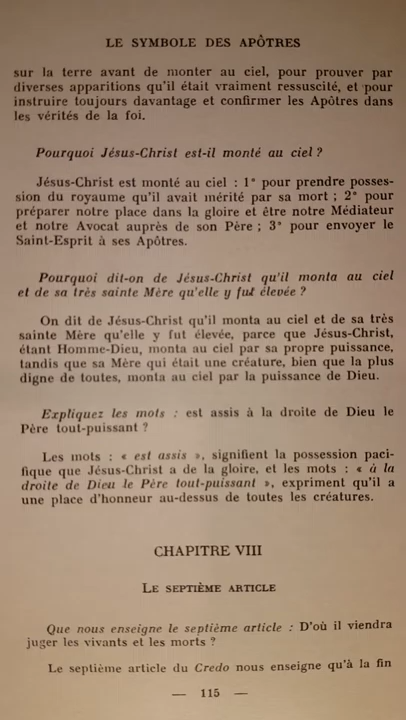 LE SYMBOLE DES APÔTRES
sur la terre avant de monter au ciel, pour prouver par
diverses apparitions qu'il était vraiment ressuscité, et pour
instruire toujours davantage et confirmer les Apôtres dans
les vérités de la foi.
Pourquoi Jésus-Christ est-il monté au ciel ?
Jésus-Christ est monté au ciel : 1° pour prendre posses-
sion du royaume qu'il avait mérité par sa mort ; 2° pour
préparer notre place dans la gloire et être notre Médiateur
et notre Avocat auprès de son Père ; 3° pour envoyer le
Saint-Esprit à ses Apôtres.
Pourquoi dit-on de Jésus-Christ qu'il monta au ciel
et de sa très sainte Mère qu'elle y fut élevée ?
On dit de Jésus-Christ qu'il monta au ciel et de sa très
sainte Mère qu'elle y fut élevée, parce que Jésus-Christ,
étant Homme-Dieu, monta au ciel par sa propre puissance,
tandis que sa Mère qui était une créature, bien que la plus
digne de toutes, monta au ciel par la puissance de Dieu.
Expliquez les mots : est assis à la droite de Dieu le
Père tout-puissant ?
Les mots : « est assis », signifient la possession paci-
fique que Jésus-Christ a de la gloire, et les mots : « à la
droite de Dieu le Père tout-puissant », expriment qu'il a
une place d'honneur au-dessus de toutes les créatures.
CHAPITRE VIII
LE SEPTIÈME ARTICLE
Que nous enseigne le septième article : D'où il viendra
juger les vivants et les morts ?
Le septième article du Credo nous enseigne qu'à la fin
— 115 —